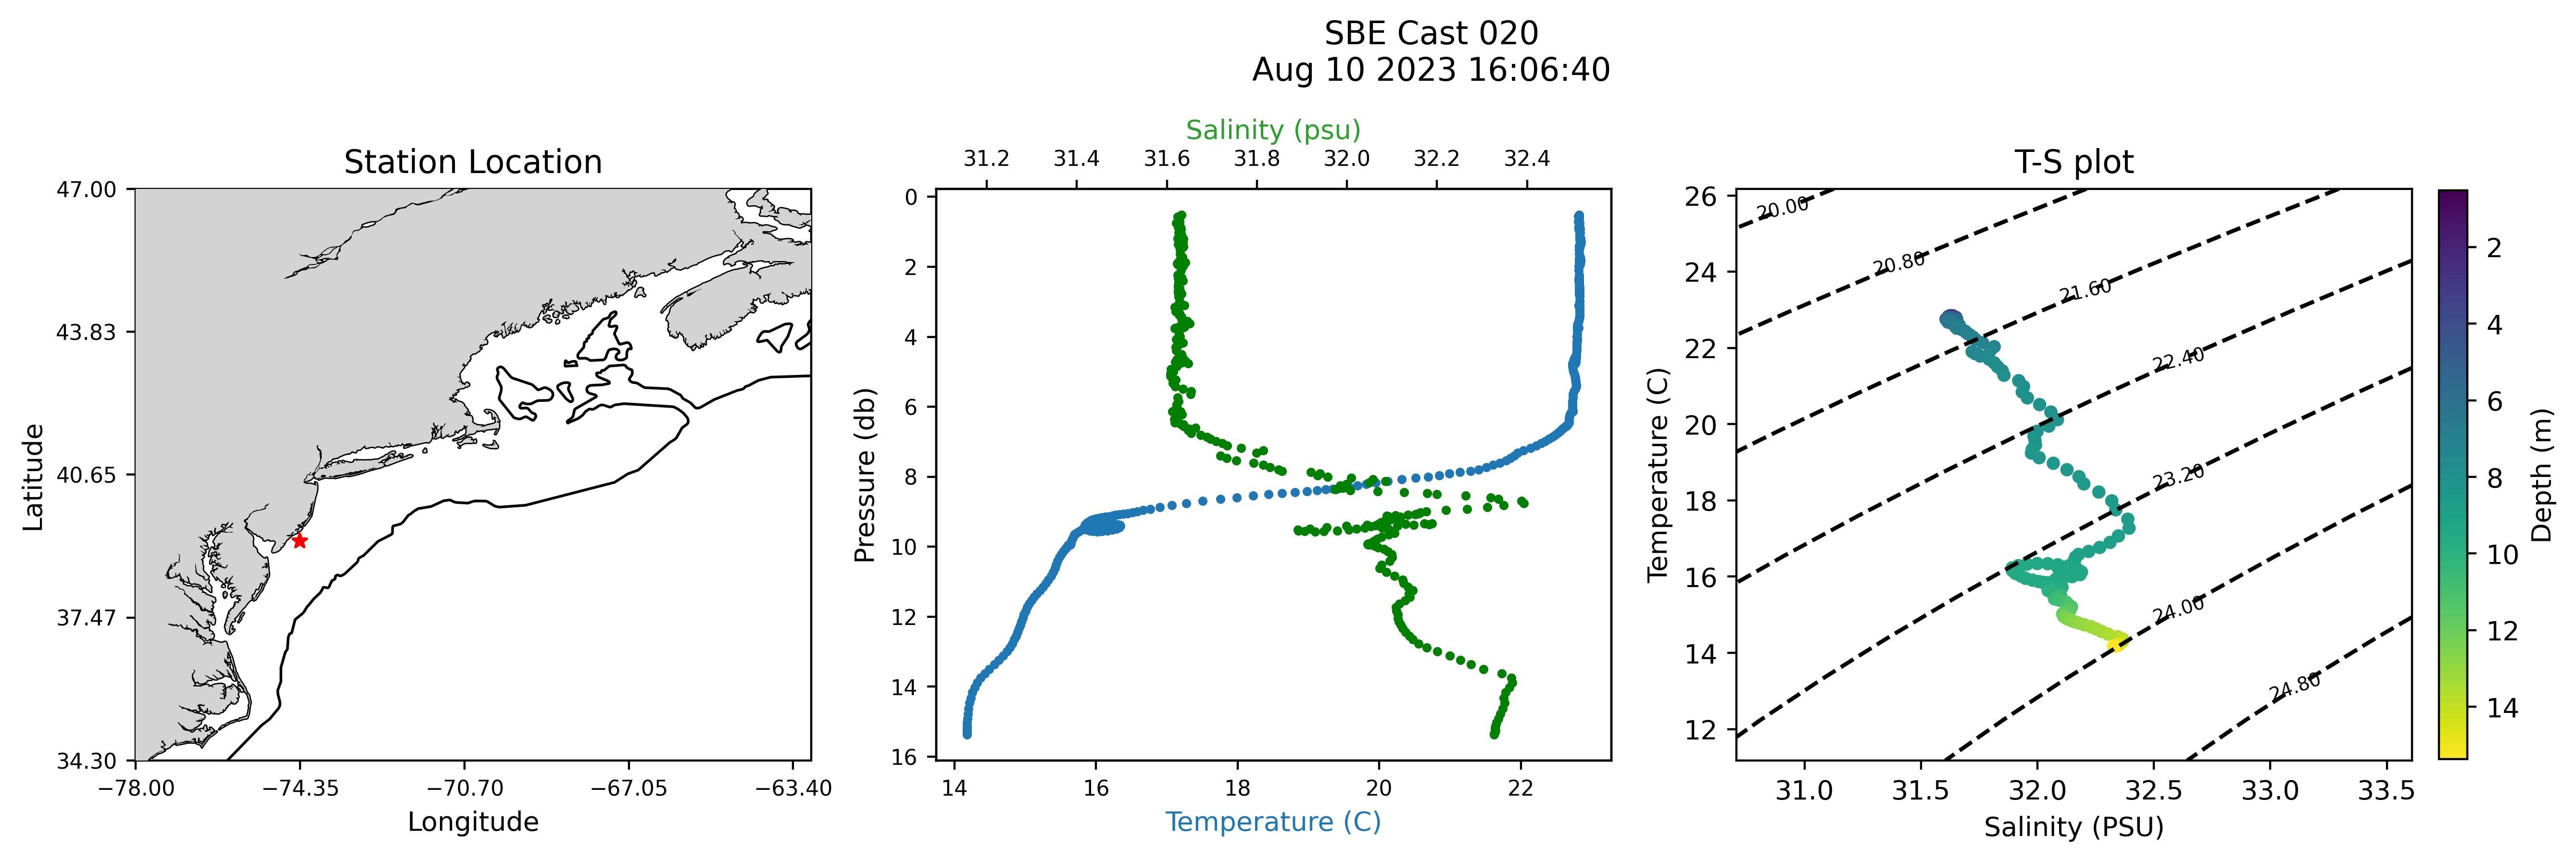 SBE Cast 020
Aug 10 2023 16:06:40
Station Location
47.00
43.83
40.65
37.47
34.30
Latitude
−78.00 −74.35 −70.70 −67.05 −63.40
Longitude
Salinity (psu)
31.2 31.4 31.6 31.8 32.0 32.2 32.4
0
2
4
6
8
10
12
14
16
Pressure (db)
14 16 18 20 22
Temperature (C)
T-S plot
26
24
22
20
18
16
14
12
Temperature (C)
20.00
20.80
21.60
22.40
23.20
24.00
24.80
31.0 31.5 32.0 32.5 33.0 33.5
Salinity (PSU)
2
4
6
8
10
12
14
Depth (m)